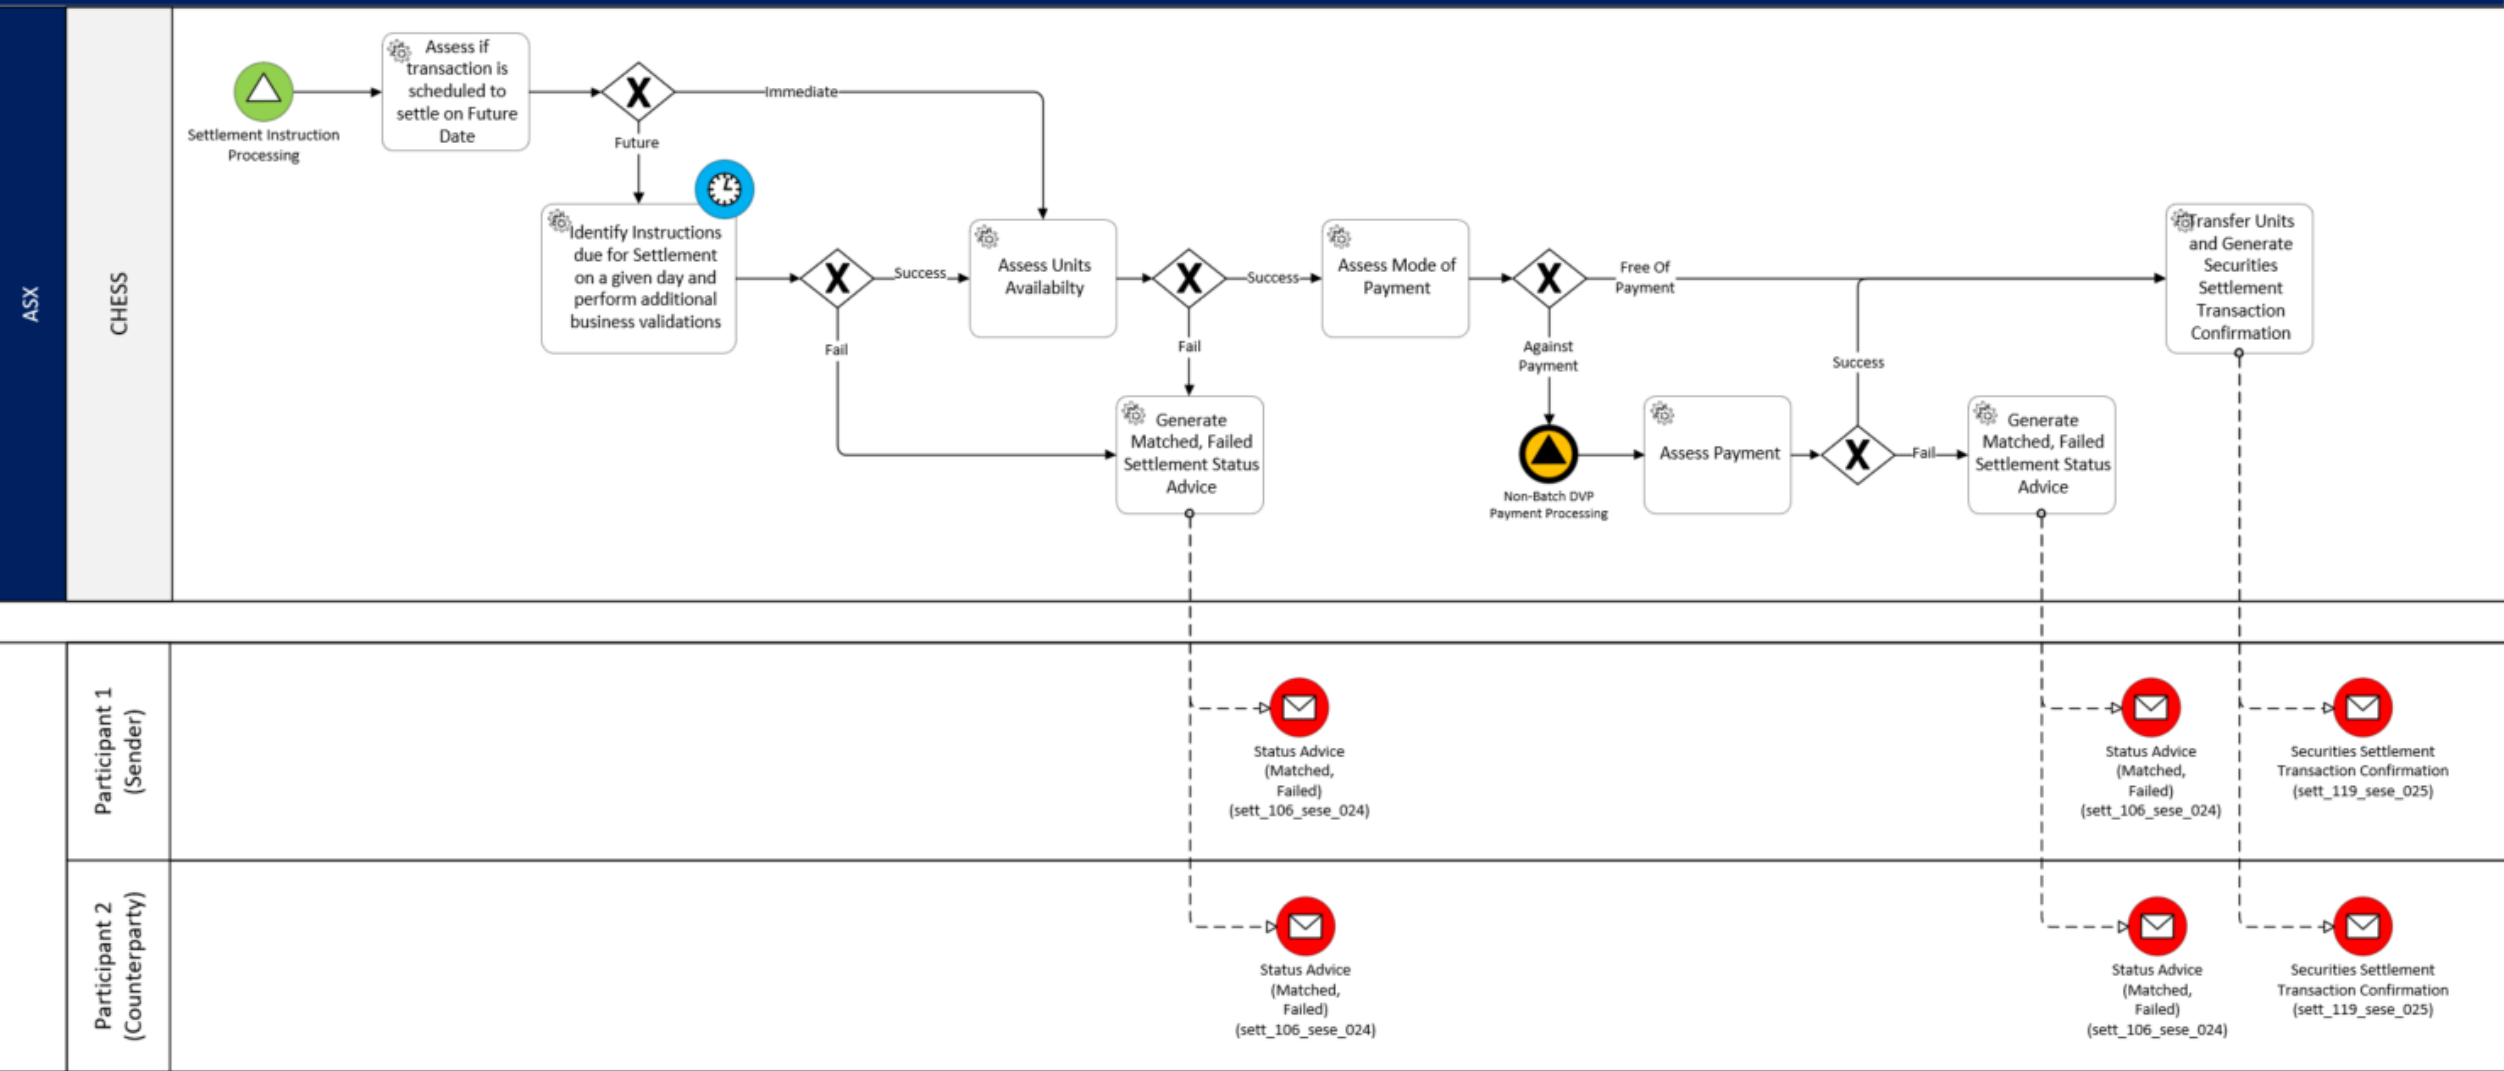 ASX
CHESS
Settlement Instruction
Processing
Assess if
transaction is
scheduled to
settle on Future
Date
X
Immediate
Future
Identify Instructions
due for Settlement
on a given day and
perform additional
business validations
X
Success
Fail
Assess Units
Availabilty
X
Success
Fail
Generate
Matched, Failed
Settlement Status
Advice
Assess Mode of
Payment
X
Free Of
Payment
Against
Payment
Non-Batch DVP
Payment Processing
Assess Payment
X
Success
Fail
Generate
Matched, Failed
Settlement Status
Advice
Transfer Units
and Generate
Securities
Settlement
Transaction
Confirmation
Participant 1
(Sender)
Status Advice
(Matched,
Failed)
(sett_106_sese_024)
Status Advice
(Matched,
Failed)
(sett_106_sese_024)
Securities Settlement
Transaction Confirmation
(sett_119_sese_025)
Participant 2
(Counterparty)
Status Advice
(Matched,
Failed)
(sett_106_sese_024)
Status Advice
(Matched,
Failed)
(sett_106_sese_024)
Securities Settlement
Transaction Confirmation
(sett_119_sese_025)